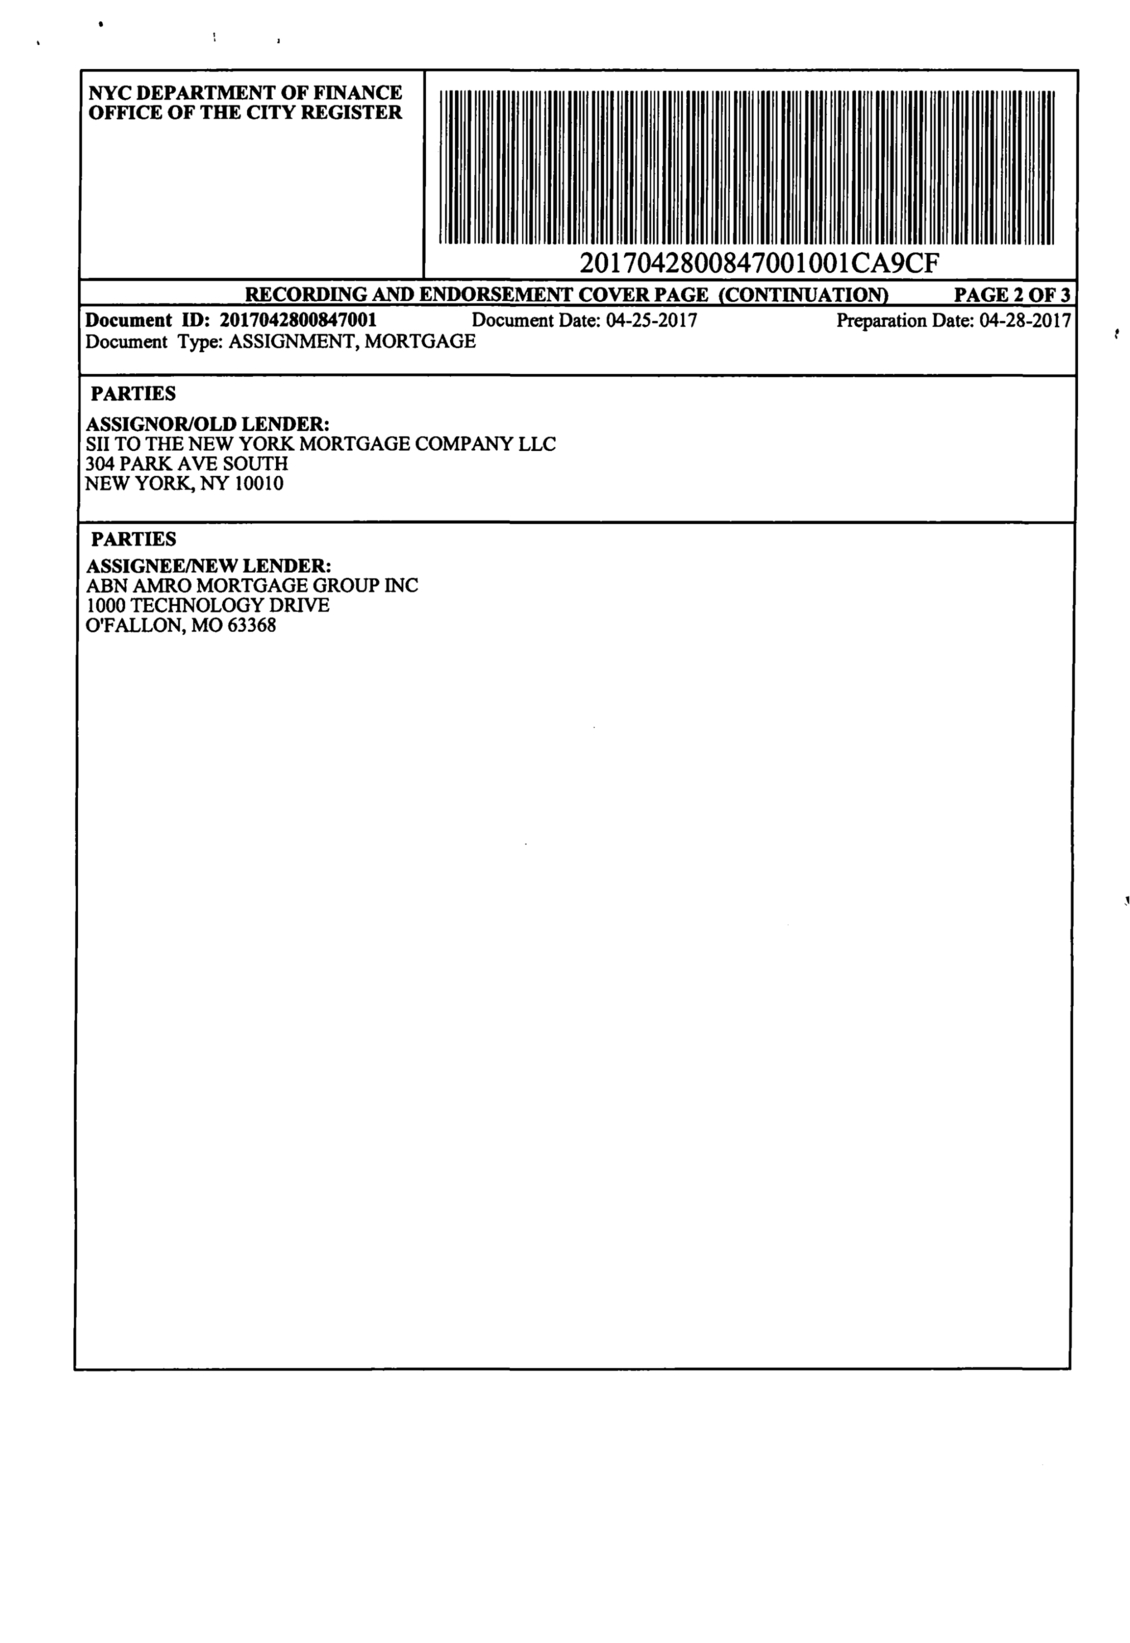 NYC DEPARTMENT OF FINANCE
OFFICE OF THE CITY REGISTER
2017042800847001001CA9CF
RECORDING AND ENDORSEMENT COVER PAGE (CONTINUATION) PAGE 2 OF 3
Document ID: 2017042800847001 Document Date: 04-25-2017 Preparation Date: 04-28-2017
Document Type: ASSIGNMENT, MORTGAGE
PARTIES
ASSIGNOR/OLD LENDER:
SII TO THE NEW YORK MORTGAGE COMPANY LLC
304 PARK AVE SOUTH
NEW YORK, NY 10010
PARTIES
ASSIGNEE/NEW LENDER:
ABN AMRO MORTGAGE GROUP INC
1000 TECHNOLOGY DRIVE
O'FALLON, MO 63368